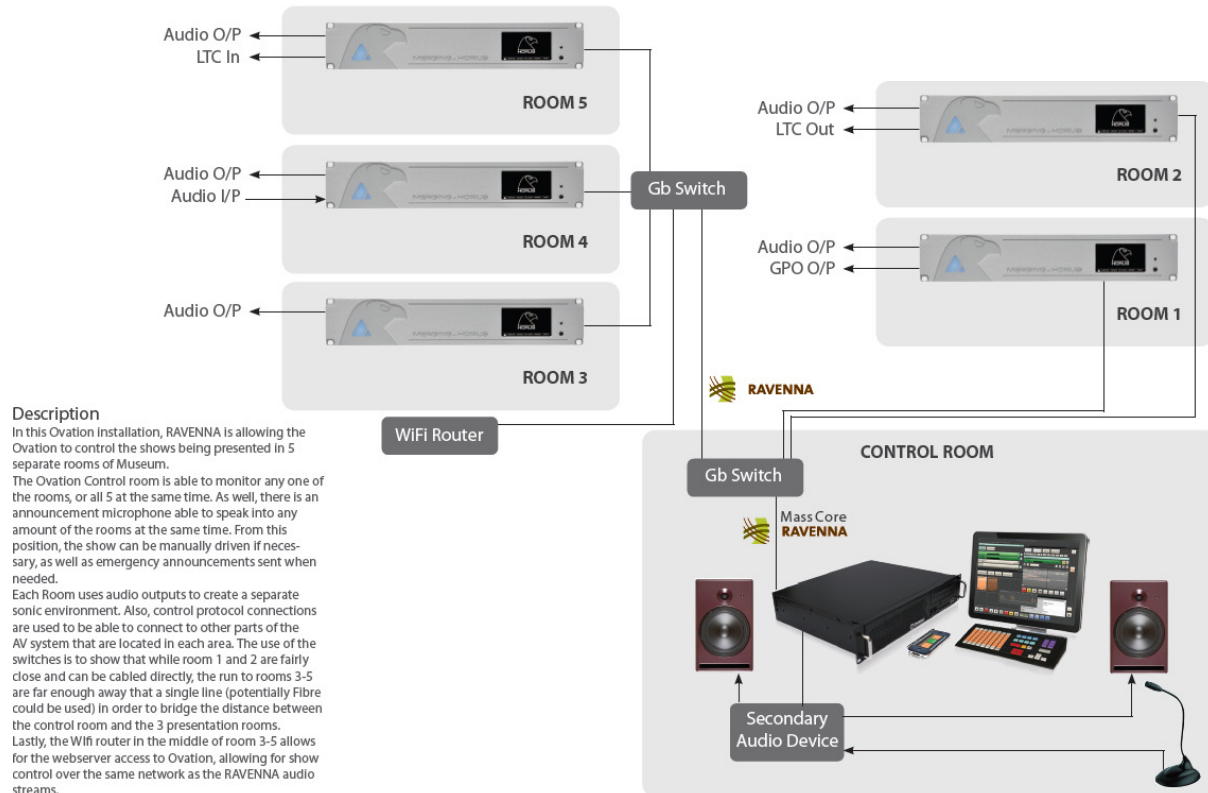 Audio O/P
LTC In
ROOM 5
Audio O/P
Audio I/P
ROOM 4
Audio O/P
ROOM 3
Gb Switch
WiFi Router
Audio O/P
LTC Out
ROOM 2
Audio O/P
GPO O/P
ROOM 1
RAVENNA
CONTROL ROOM
Gb Switch
Mass Core
RAVENNA
Secondary
Audio Device
Description
In this Ovation installation, RAVENNA is allowing the
Ovation to control the shows being presented in 5
separate rooms of Museum.
The Ovation Control room is able to monitor any one of
the rooms, or all 5 at the same time. As well, there is an
announcement microphone able to speak into any
amount of the rooms at the same time. From this
position, the show can be manually driven if neces-
sary, as well as emergency announcements sent when
needed.
Each Room uses audio outputs to create a separate
sonic environment. Also, control protocol connections
are used to be able to connect to other parts of the
AV system that are located in each area. The use of the
switches is to show that while room 1 and 2 are fairly
close and can be cabled directly, the run to rooms 3-5
are far enough away that a single line (potentially Fibre
could be used) in order to bridge the distance between
the control room and the 3 presentation rooms.
Lastly, the Wifi router in the middle of room 3-5 allows
for the webserver access to Ovation, allowing for show
control over the same network as the RAVENNA audio
streams.